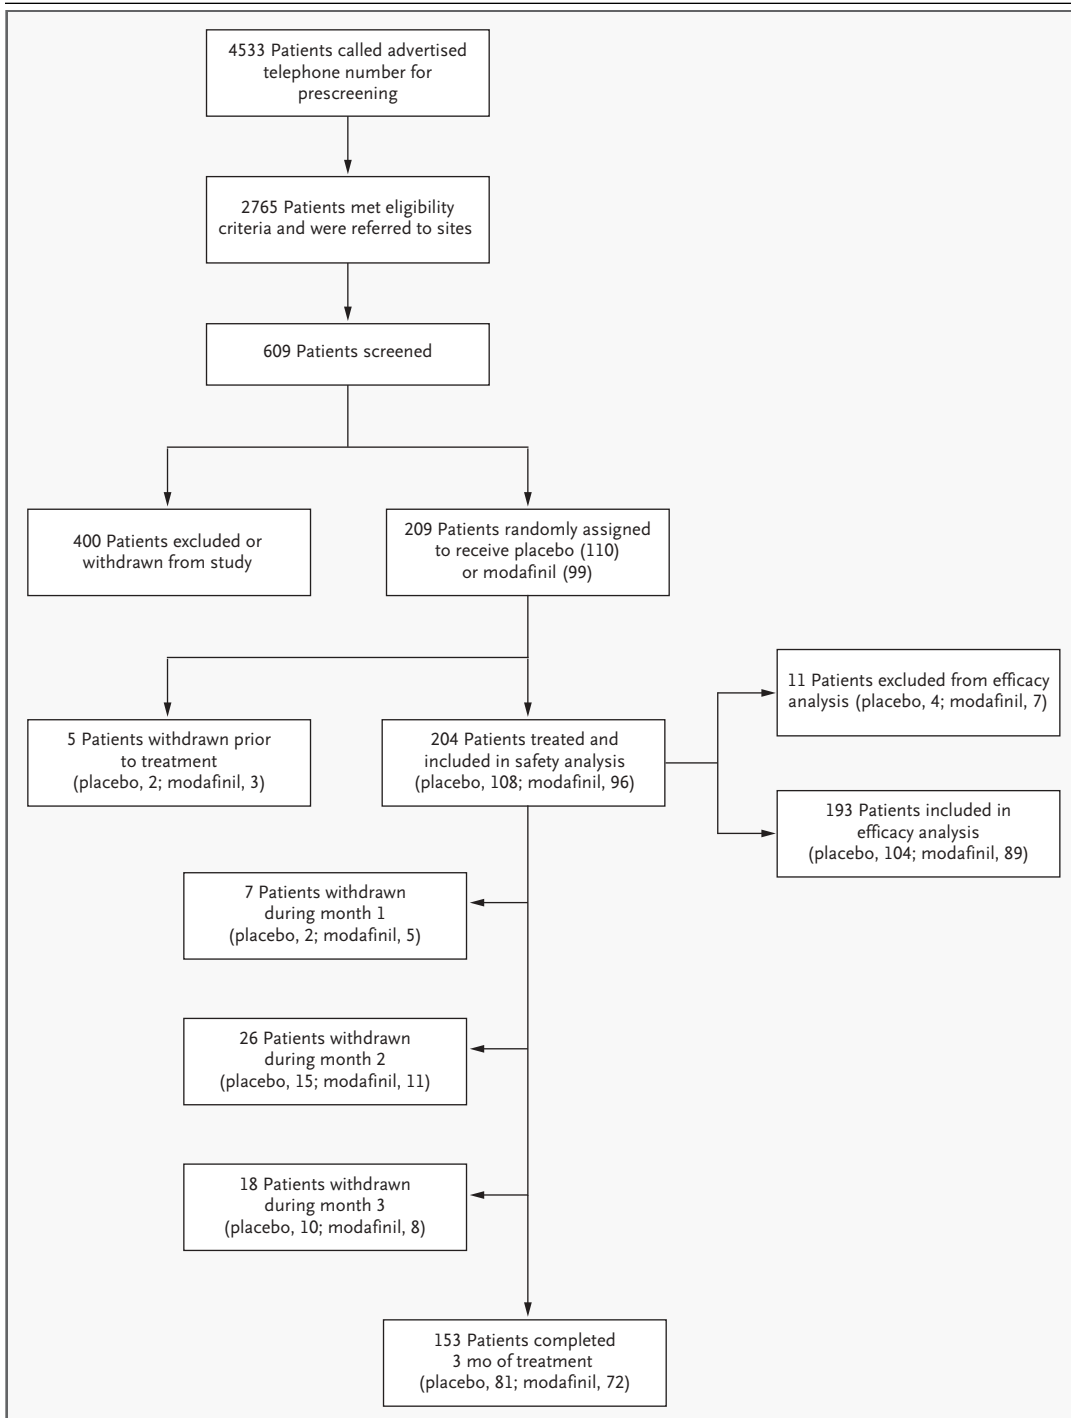 4533 Patients called advertised
telephone number for
prescreening
2765 Patients met eligibility
criteria and were referred to sites
609 Patients screened
400 Patients excluded or
withdrawn from study
209 Patients randomly assigned
to receive placebo (110)
or modafinil (99)
11 Patients excluded from efficacy
analysis (placebo, 4; modafinil, 7)
5 Patients withdrawn prior
to treatment
(placebo, 2; modafinil, 3)
204 Patients treated and
included in safety analysis
(placebo, 108; modafinil, 96)
193 Patients included in
efficacy analysis
(placebo, 104; modafinil, 89)
7 Patients withdrawn
during month 1
(placebo, 2; modafinil, 5)
26 Patients withdrawn
during month 2
(placebo, 15; modafinil, 11)
18 Patients withdrawn
during month 3
(placebo, 10; modafinil, 8)
153 Patients completed
3 mo of treatment
(placebo, 81; modafinil, 72)